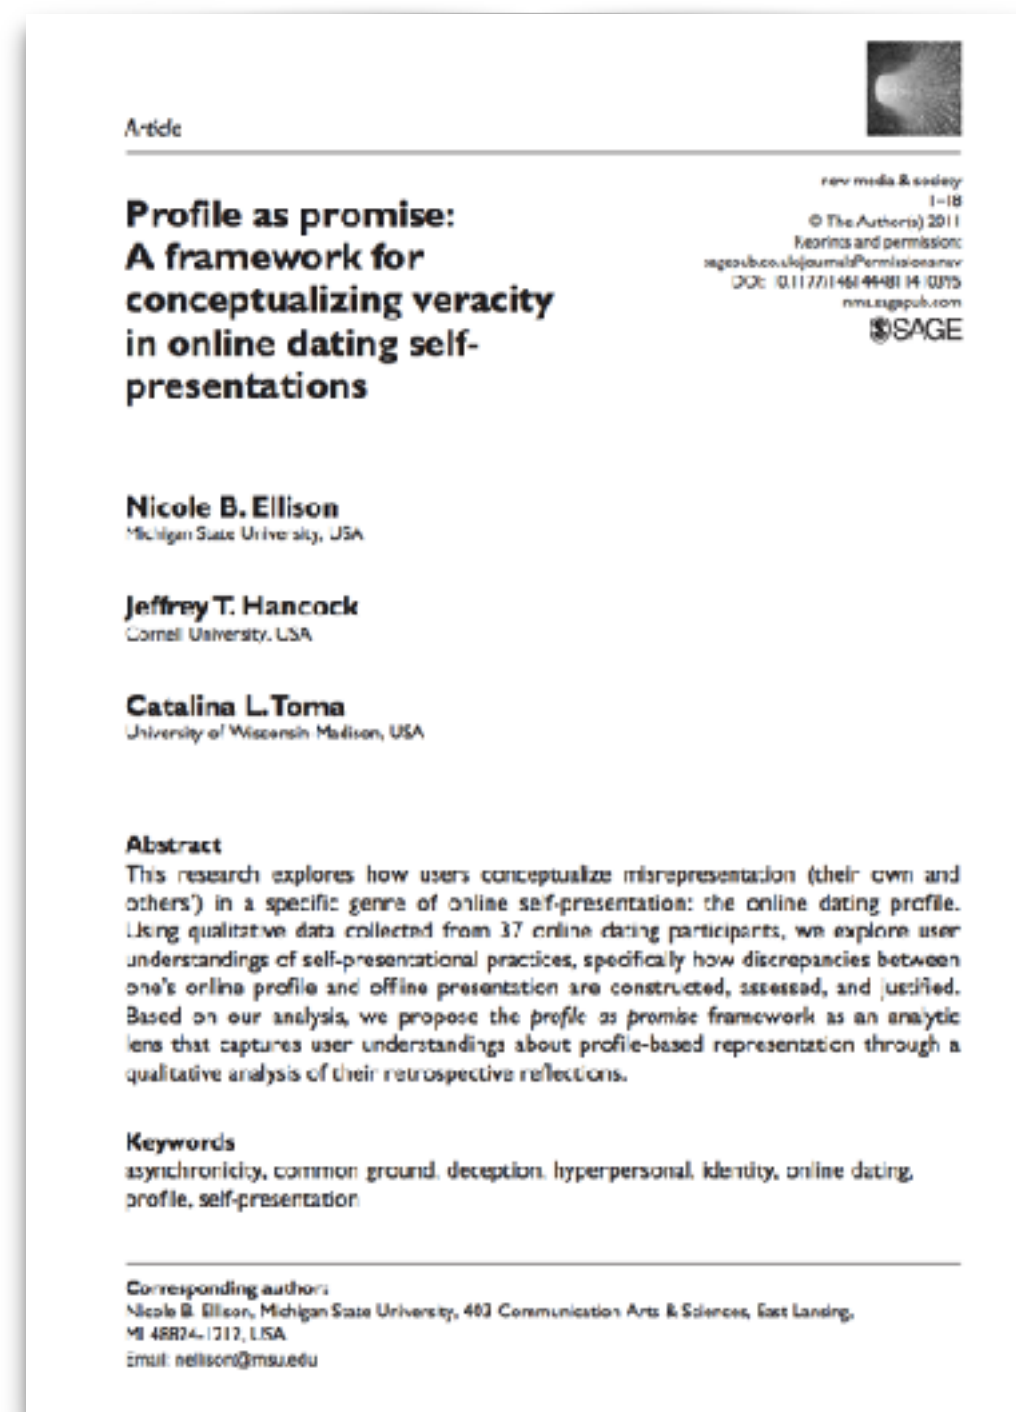 Article
new media & society
1–18
© The Author(s) 2011
Reprints and permission:
sagepub.co.uk/journalsPermissions.nav
DOI: 10.1177/1461444811410395
nms.sagepub.com
SAGE
Profile as promise:
A framework for
conceptualizing veracity
in online dating self-
presentations
Nicole B. Ellison
Michigan State University, USA
Jeffrey T. Hancock
Cornell University, USA
Catalina L. Toma
University of Wisconsin Madison, USA
Abstract
This research explores how users conceptualize misrepresentation (their own and
others’) in a specific genre of online self-presentation: the online dating profile.
Using qualitative data collected from 37 online dating participants, we explore user
understandings of self-presentational practices, specifically how discrepancies between
one’s online profile and offline presentation are constructed, assessed, and justified.
Based on our analysis, we propose the profile as promise framework as an analytic
lens that captures user understandings about profile-based representation through a
qualitative analysis of their retrospective reflections.
Keywords
asynchronicity, common ground, deception, hyperpersonal, identity, online dating,
profile, self-presentation
Corresponding author:
Nicole B. Ellison, Michigan State University, 403 Communication Arts & Sciences, East Lansing,
MI 48824-1212, USA
Email: nellison@msu.edu